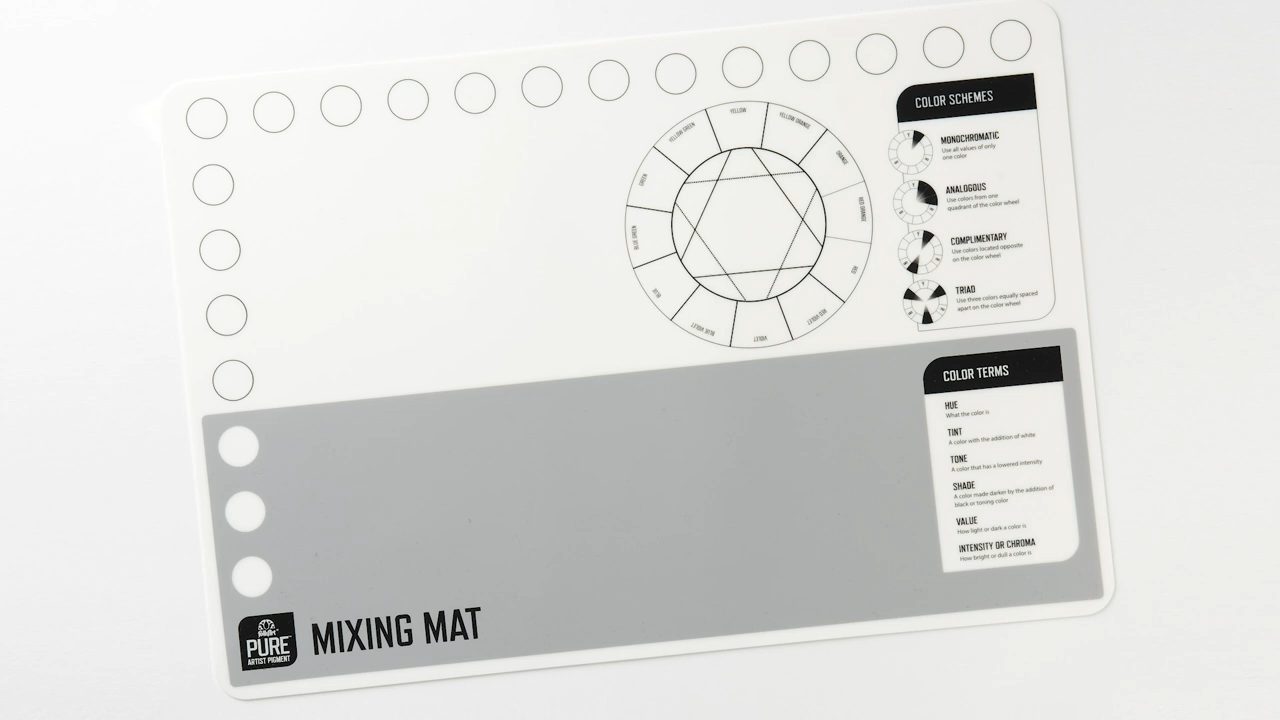 YELLOW
YELLOW ORANGE
ORANGE
RED ORANGE
RED
RED VIOLET
VIOLET
BLUE VIOLET
BLUE
BLUE GREEN
GREEN
YELLOW GREEN
COLOR SCHEMES
MONOCHROMATIC
Use all values of only
one color
ANALOGOUS
Use colors from one
quadrant of the color wheel
COMPLIMENTARY
Use colors located opposite
on the color wheel
TRIAD
Use three colors equally spaced
apart on the color wheel
COLOR TERMS
HUE
What the color is
TINT
A color with the addition of white
TONE
A color that has a lowered intensity
SHADE
A color made darker by the addition of
black or toning color
VALUE
How light or dark a color is
INTENSITY OR CHROMA
How bright or dull a color is
FolkArt
PURE
ARTIST PIGMENT
MIXING MAT